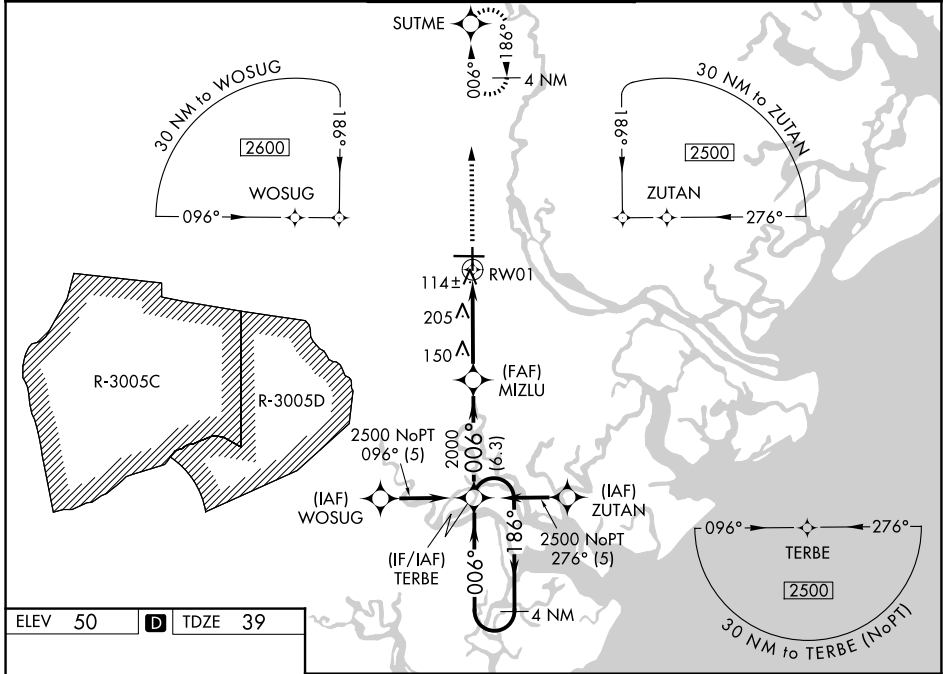 SUTME
186°
006°
4 NM
30 NM to WOSUG
186°
2600
WOSUG
096°
30 NM to ZUTAN
186°
2500
ZUTAN
276°
RW01
114±
205
150
(FAF)
MIZLU
R-3005C
R-3005D
2500 NoPT
096° (5)
2000
006°
(6.3)
(IAF)
WOSUG
(IAF)
ZUTAN
2500 NoPT
276° (5)
(IF/IAF)
TERBE
006°
186°
4 NM
096°
276°
TERBE
2500
30 NM to TERBE (NoPT)
ELEV 50 D TDZE 39